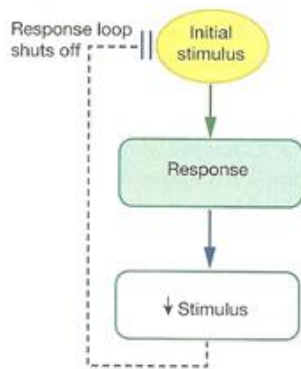 Response loop
shuts off
Initial
stimulus
Response
↓ Stimulus